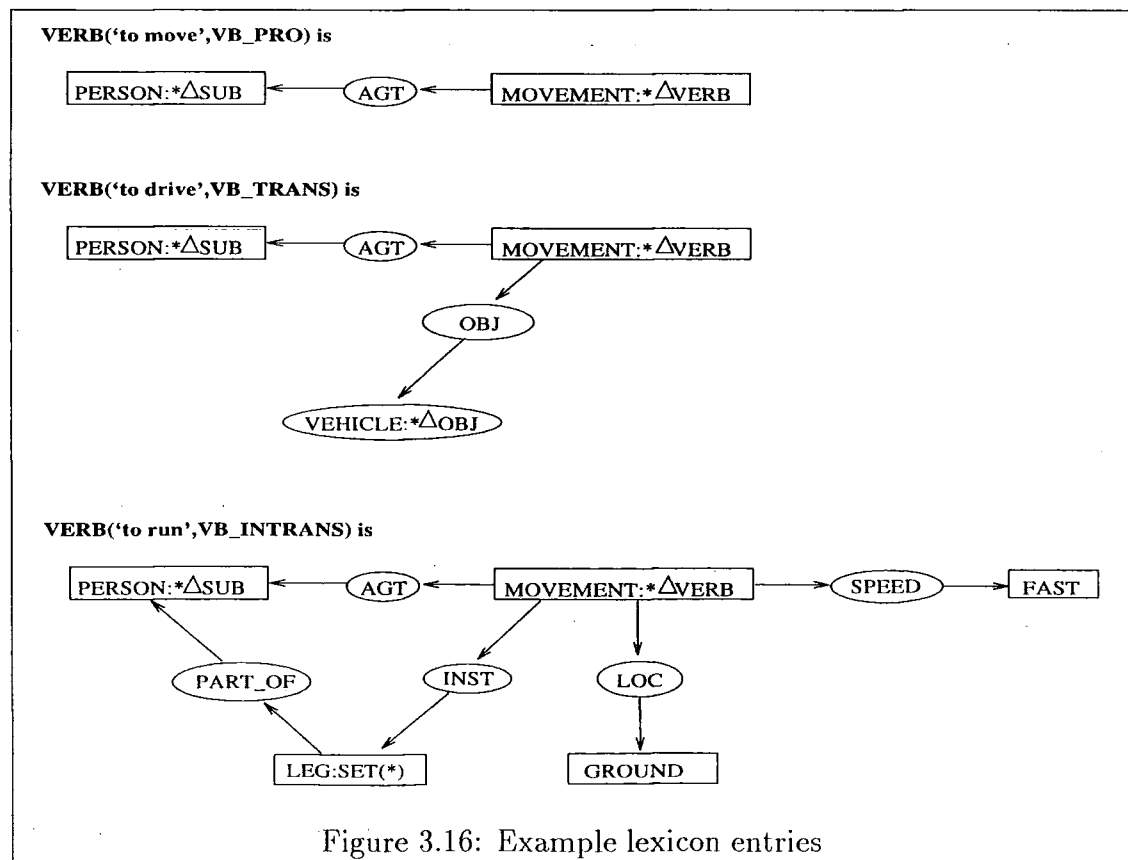 VERB(‘to move’,VB_PRO) is
PERSON:*△SUB AGT MOVEMENT:*△VERB
VERB(‘to drive’,VB_TRANS) is
PERSON:*△SUB AGT MOVEMENT:*△VERB
OBJ
VEHICLE:*△OBJ
VERB(‘to run’,VB_INTRANS) is
PERSON:*△SUB AGT MOVEMENT:*△VERB SPEED FAST
PART_OF INST LOC
LEG:SET(*) GROUND
Figure 3.16: Example lexicon entries